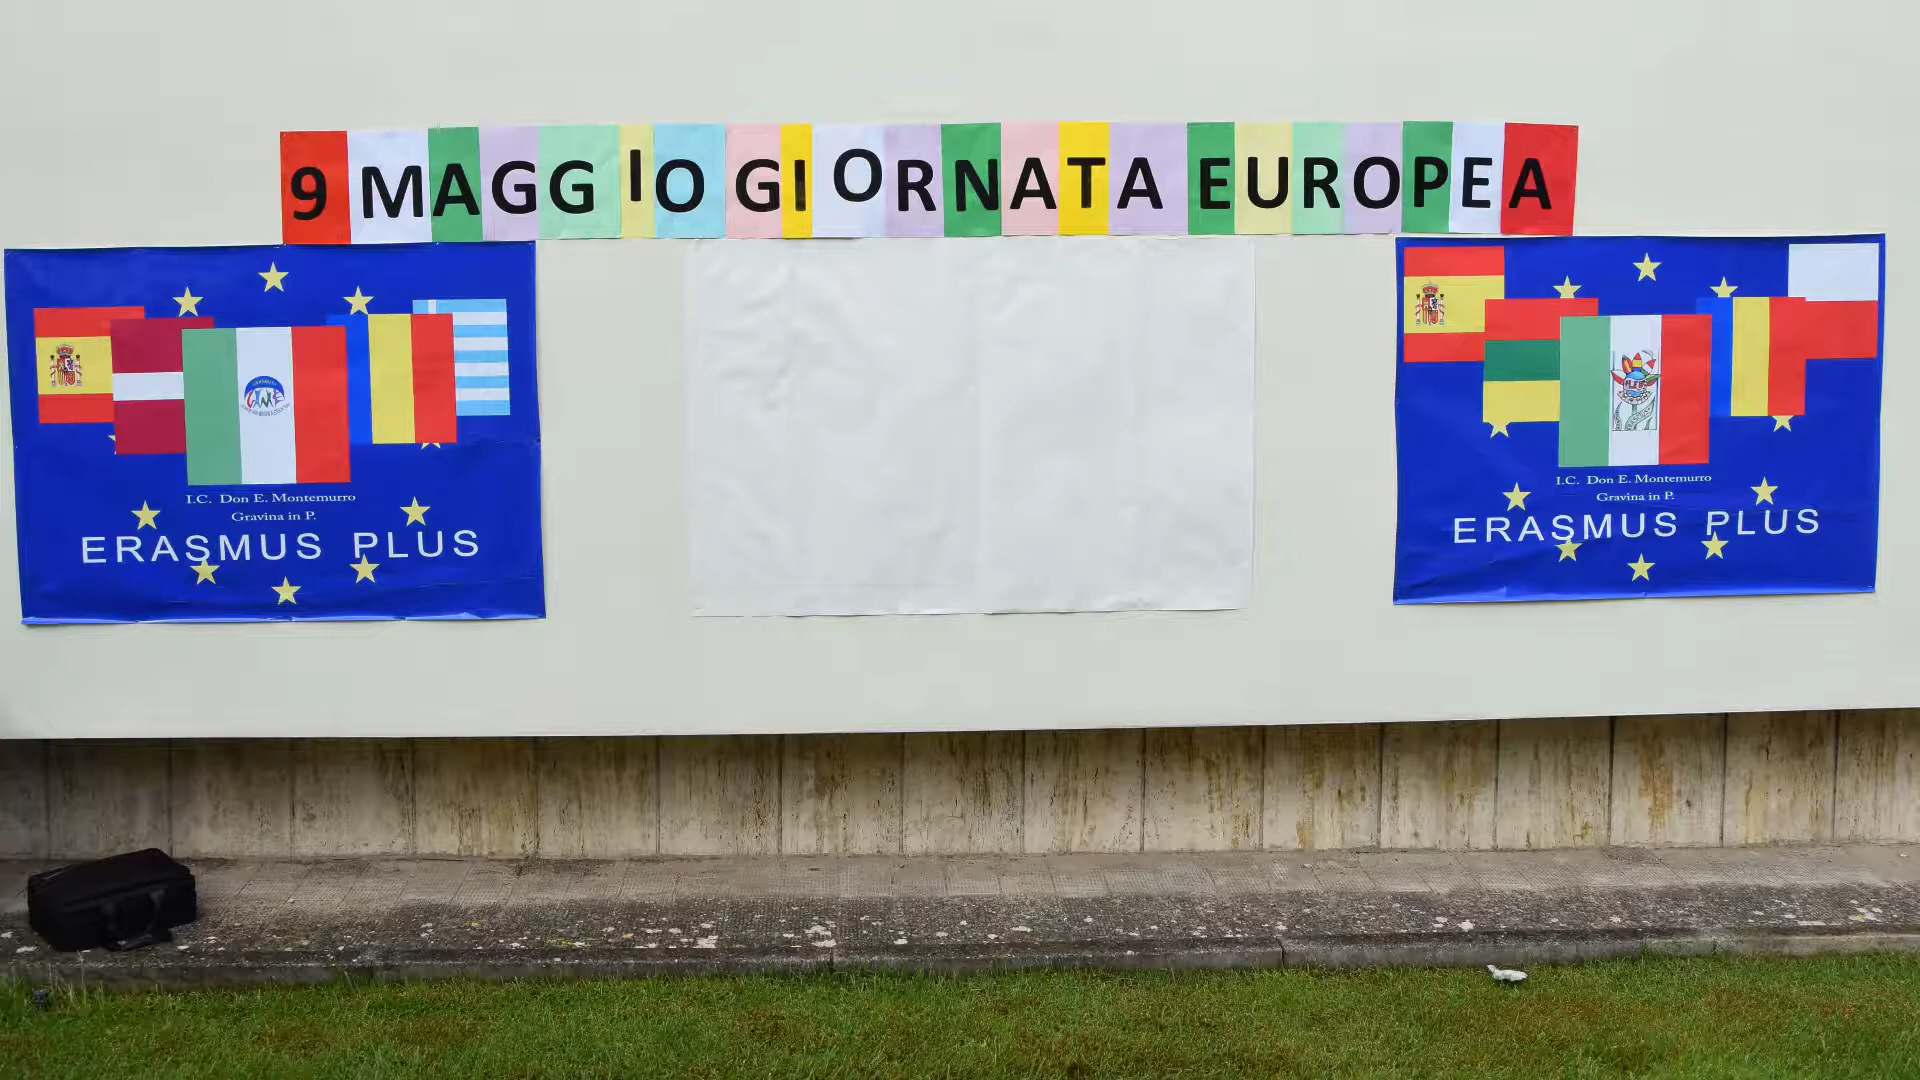 9 MAGGIO GIORNATA EUROPEA
I.C. Don E. Montemurro
Gravina in P.
ERASMUS PLUS
I.C. Don E. Montemurro
Gravina in P.
ERASMUS PLUS